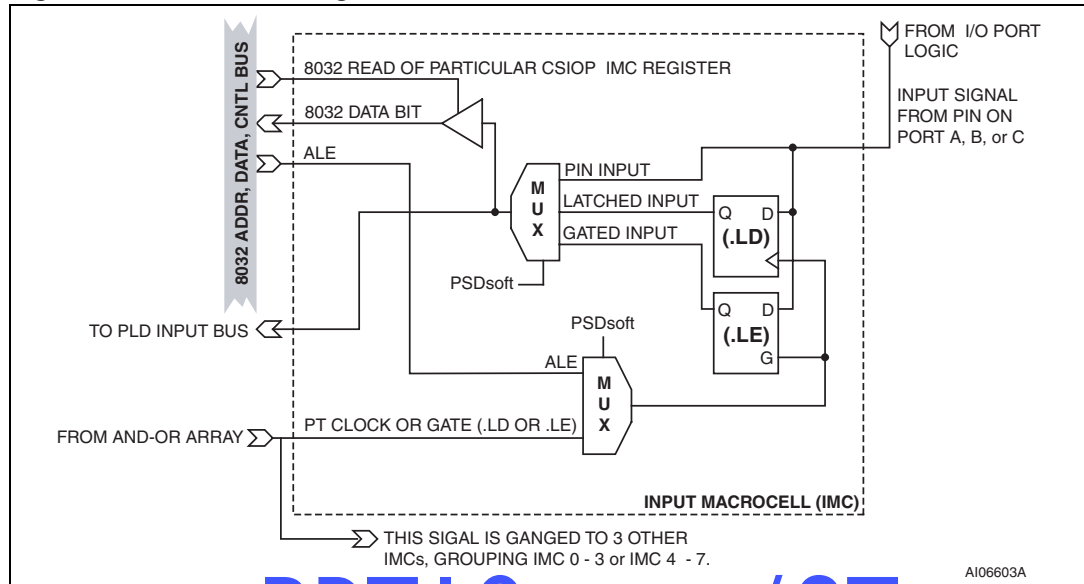 FROM I/O PORT
LOGIC
8032 ADDR, DATA, CNTL BUS
8032 READ OF PARTICULAR CSIOP IMC REGISTER
8032 DATA BIT
ALE
INPUT SIGNAL
FROM PIN ON
PORT A, B, or C
PIN INPUT
LATCHED INPUT
GATED INPUT
M
U
X
Q D
(.LD)
PSDsoft
Q D
(.LE)
G
TO PLD INPUT BUS
PSDsoft
ALE
M
U
X
FROM AND-OR ARRAY
PT CLOCK OR GATE (.LD OR .LE)
INPUT MACROCELL (IMC)
THIS SIGAL IS GANGED TO 3 OTHER
IMCs, GROUPING IMC 0 - 3 or IMC 4 - 7.
AI06603A